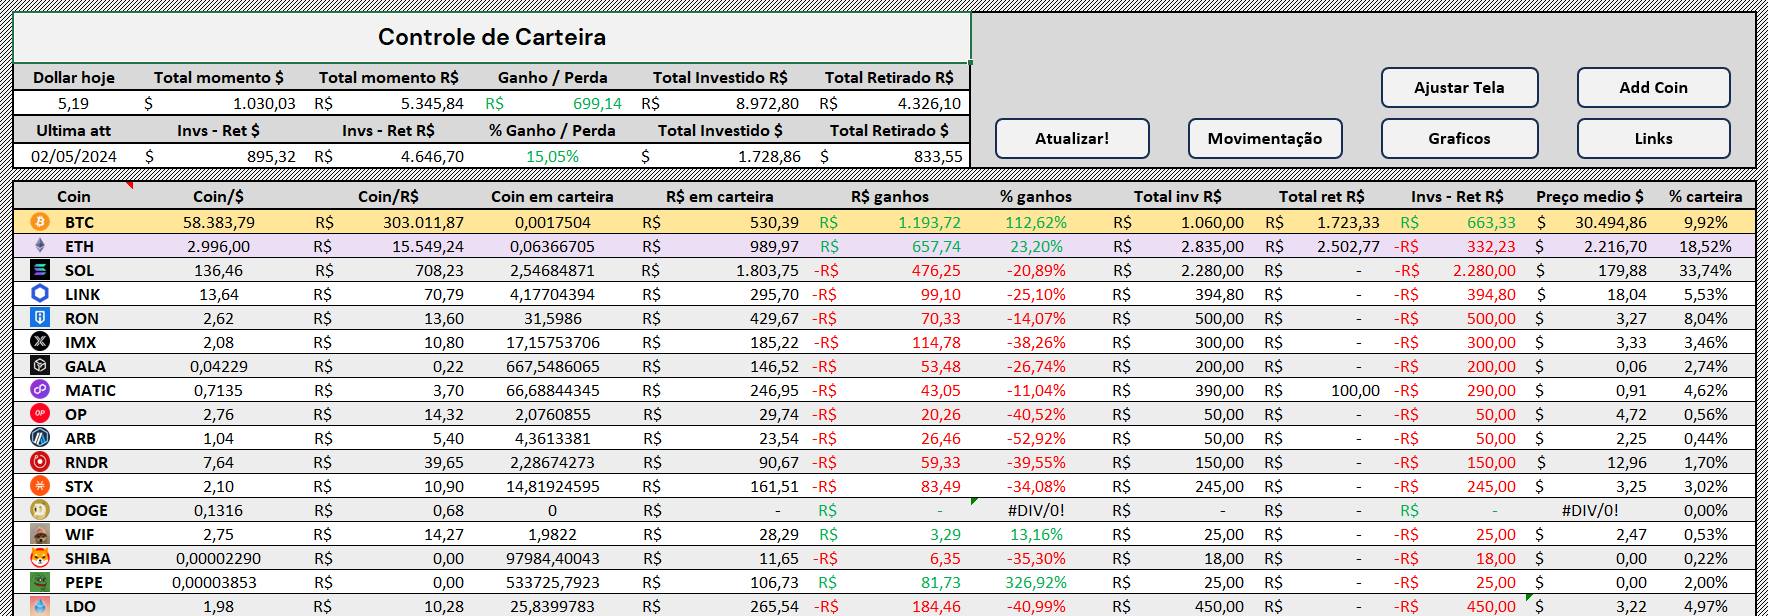 Controle de Carteira
Dollar hoje Total momento $ Total momento R$ Ganho / Perda Total Investido R$ Total Retirado R$
5,19 $ 1.030,03 R$ 5.345,84 R$ 699,14 R$ 8.972,80 R$ 4.326,10
Ultima att Invs - Ret $ Invs - Ret R$ % Ganho / Perda Total Investido $ Total Retirado $
02/05/2024 $ 895,32 R$ 4.646,70 15,05% $ 1.728,86 $ 833,55
Ajustar Tela Add Coin
Atualizar! Movimentação Graficos Links
Coin Coin/$ Coin/R$ Coin em carteira R$ em carteira R$ ganhos % ganhos Total inv R$ Total ret R$ Invs - Ret R$ Preço medio $ % carteira
BTC 58.383,79 R$ 303.011,87 0,0017504 R$ 530,39 R$ 1.193,72 112,62% R$ 1.060,00 R$ 1.723,33 R$ 663,33 $ 30.494,86 9,92%
ETH 2.996,00 R$ 15.549,24 0,06366705 R$ 989,97 R$ 657,74 23,20% R$ 2.835,00 R$ 2.502,77 -R$ 332,23 $ 2.216,70 18,52%
SOL 136,46 R$ 708,23 2,54684871 R$ 1.803,75 -R$ 476,25 -20,89% R$ 2.280,00 R$ - -R$ 2.280,00 $ 179,88 33,74%
LINK 13,64 R$ 70,79 4,17704394 R$ 295,70 -R$ 99,10 -25,10% R$ 394,80 R$ - -R$ 394,80 $ 18,04 5,53%
RON 2,62 R$ 13,60 31,5986 R$ 429,67 -R$ 70,33 -14,07% R$ 500,00 R$ - -R$ 500,00 $ 3,27 8,04%
IMX 2,08 R$ 10,80 17,15753706 R$ 185,22 -R$ 114,78 -38,26% R$ 300,00 R$ - -R$ 300,00 $ 3,33 3,46%
GALA 0,04229 R$ 0,22 667,5486065 R$ 146,52 -R$ 53,48 -26,74% R$ 200,00 R$ - -R$ 200,00 $ 0,06 2,74%
MATIC 0,7135 R$ 3,70 66,68844345 R$ 246,95 -R$ 43,05 -11,04% R$ 390,00 R$ 100,00 -R$ 290,00 $ 0,91 4,62%
OP OP 2,76 R$ 14,32 2,0760855 R$ 29,74 -R$ 20,26 -40,52% R$ 50,00 R$ - -R$ 50,00 $ 4,72 0,56%
ARB 1,04 R$ 5,40 4,3613381 R$ 23,54 -R$ 26,46 -52,92% R$ 50,00 R$ - -R$ 50,00 $ 2,25 0,44%
RNDR 7,64 R$ 39,65 2,28674273 R$ 90,67 -R$ 59,33 -39,55% R$ 150,00 R$ - -R$ 150,00 $ 12,96 1,70%
STX 2,10 R$ 10,90 14,81924595 R$ 161,51 -R$ 83,49 -34,08% R$ 245,00 R$ - -R$ 245,00 $ 3,25 3,02%
DOGE 0,1316 R$ 0,68 0 R$ - R$ - #DIV/0! R$ - R$ - R$ - #DIV/0! 0,00%
WIF 2,75 R$ 14,27 1,9822 R$ 28,29 R$ 3,29 13,16% R$ 25,00 R$ - -R$ 25,00 $ 2,47 0,53%
SHIBA 0,00002290 R$ 0,00 97984,40043 R$ 11,65 -R$ 6,35 -35,30% R$ 18,00 R$ - -R$ 18,00 $ 0,00 0,22%
PEPE 0,00003853 R$ 0,00 533725,7923 R$ 106,73 R$ 81,73 326,92% R$ 25,00 R$ - -R$ 25,00 $ 0,00 2,00%
LDO 1,98 R$ 10,28 25,8399783 R$ 265,54 -R$ 184,46 -40,99% R$ 450,00 R$ - -R$ 450,00 $ 3,22 4,97%